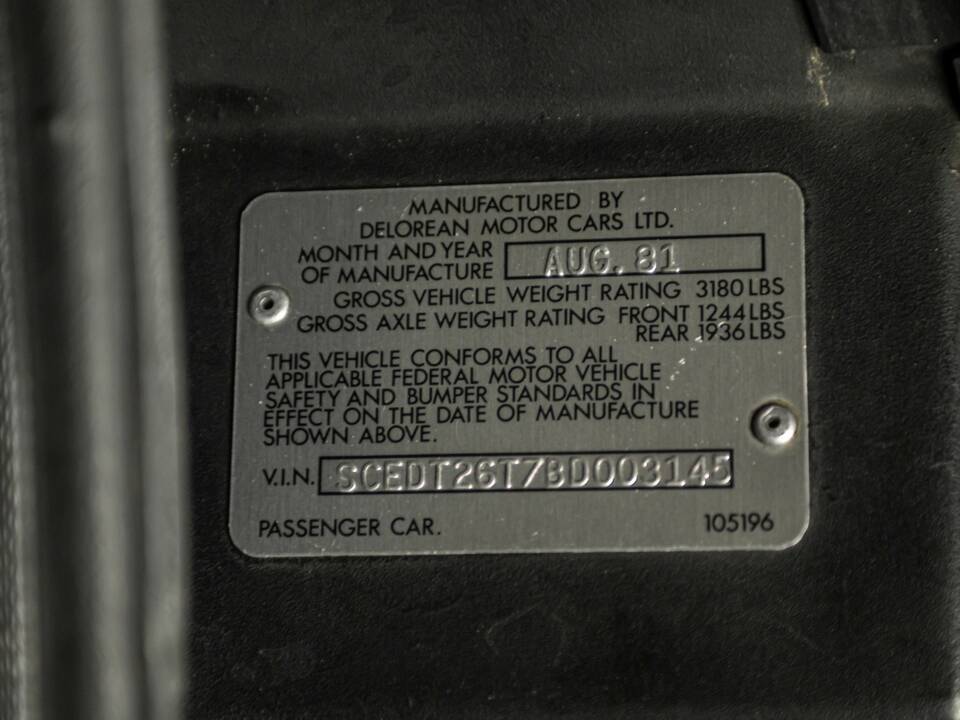 MANUFACTURED BY
DELOREAN MOTOR CARS LTD.
MONTH AND YEAR
OF MANUFACTURE AUG. 81
GROSS VEHICLE WEIGHT RATING 3180 LBS
GROSS AXLE WEIGHT RATING FRONT 1244 LBS
REAR 1936 LBS
THIS VEHICLE CONFORMS TO ALL
APPLICABLE FEDERAL MOTOR VEHICLE
SAFETY AND BUMPER STANDARDS IN
EFFECT ON THE DATE OF MANUFACTURE
SHOWN ABOVE.
V.I.N. SCEDT26T7BD003145
PASSENGER CAR. 105196